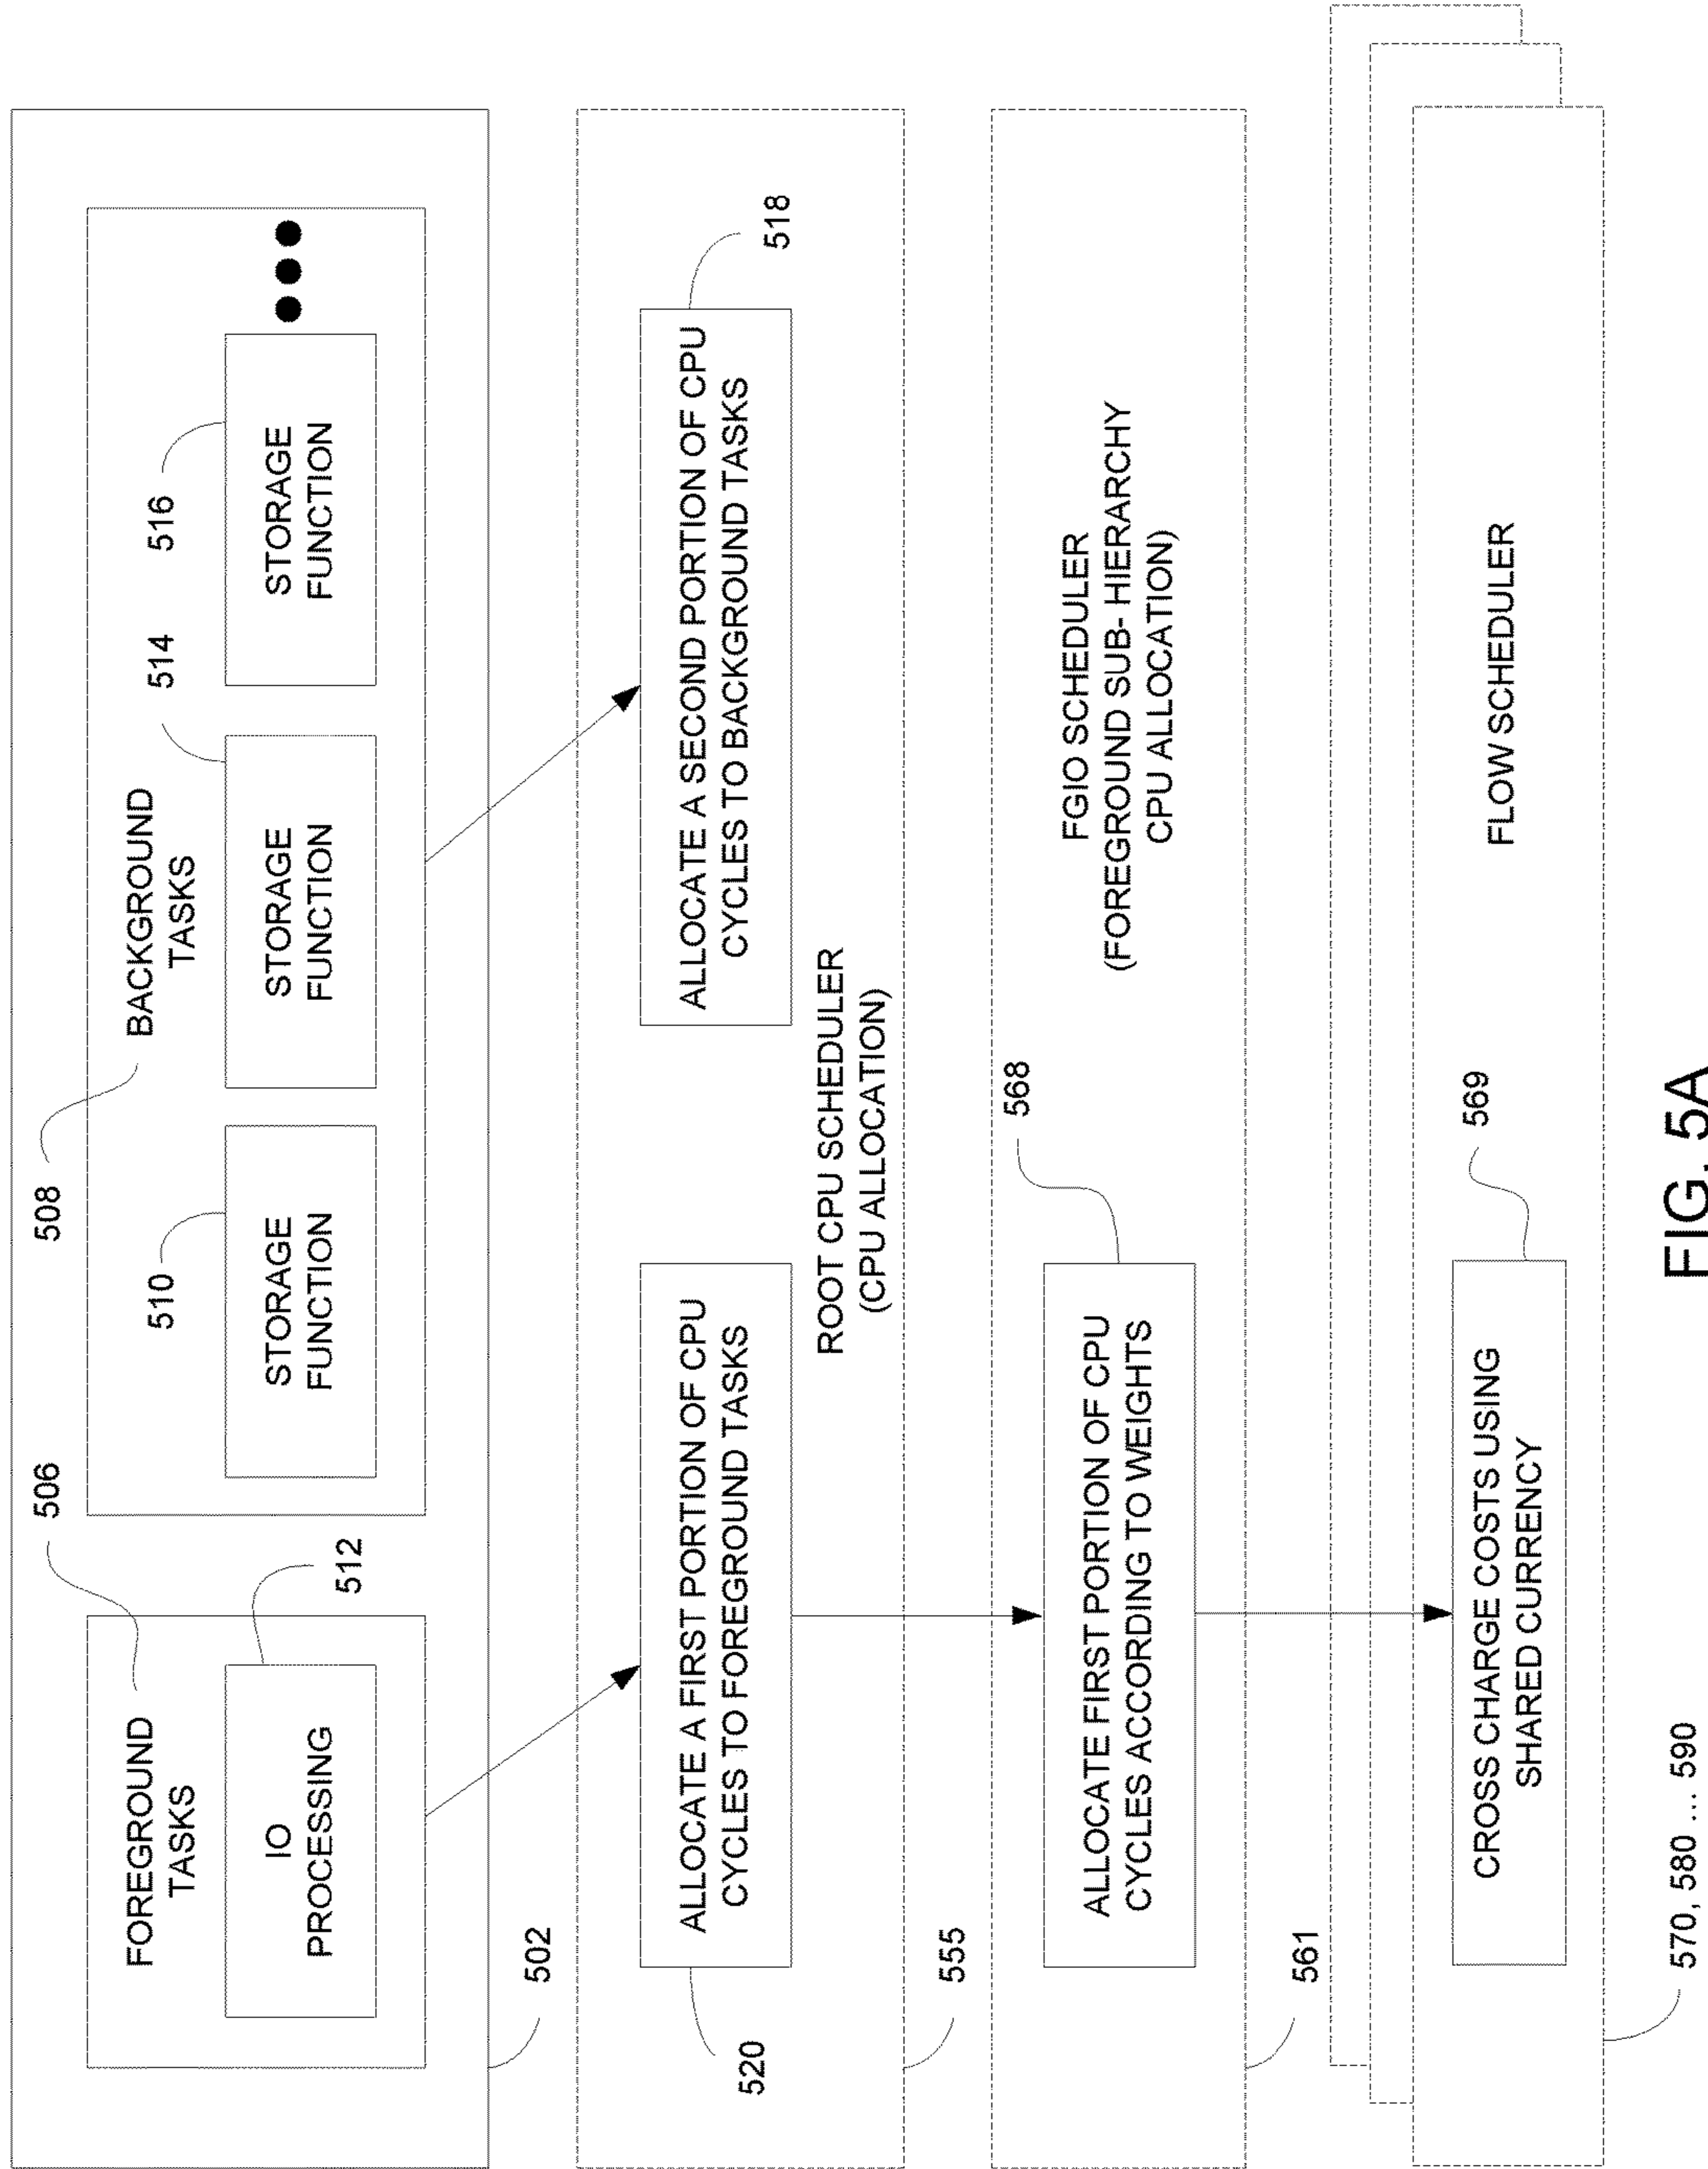 508
BACKGROUND
TASKS
506
FOREGROUND
TASKS
512
IO
PROCESSING
510
STORAGE
FUNCTION
514
STORAGE
FUNCTION
516
STORAGE
FUNCTION
502
520
ALLOCATE A FIRST PORTION OF CPU
CYCLES TO FOREGROUND TASKS
ALLOCATE A SECOND PORTION OF CPU
CYCLES TO BACKGROUND TASKS
518
ROOT CPU SCHEDULER
(CPU ALLOCATION)
555
568
ALLOCATE FIRST PORTION OF CPU
CYCLES ACCORDING TO WEIGHTS
FGIO SCHEDULER
(FOREGROUND SUB- HIERARCHY
CPU ALLOCATION)
561
569
CROSS CHARGE COSTS USING
SHARED CURRENCY
FLOW SCHEDULER
570, 580 ... 590
FIG. 5A